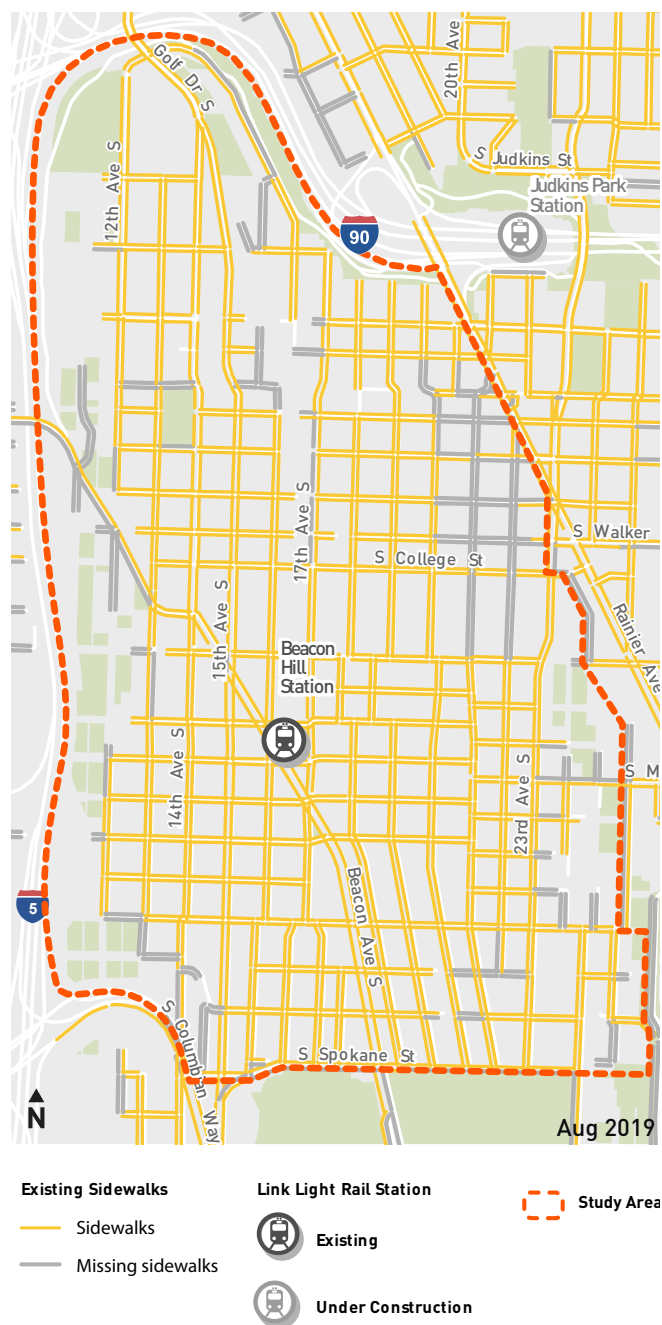 Golf Dr S
20th Ave
S Judkins St
Judkins Park
Station
12th Ave S
90
S Walker
17th Ave S
S College St
15th Ave S
Rainier Ave
Beacon
Hill
Station
14th Ave S
S M
23rd Ave S
Beacon Ave S
5
S Columbian Way
S Spokane St
N
Aug 2019
Existing Sidewalks
Link Light Rail Station
Study Area
Sidewalks
Existing
Missing sidewalks
Under Construction